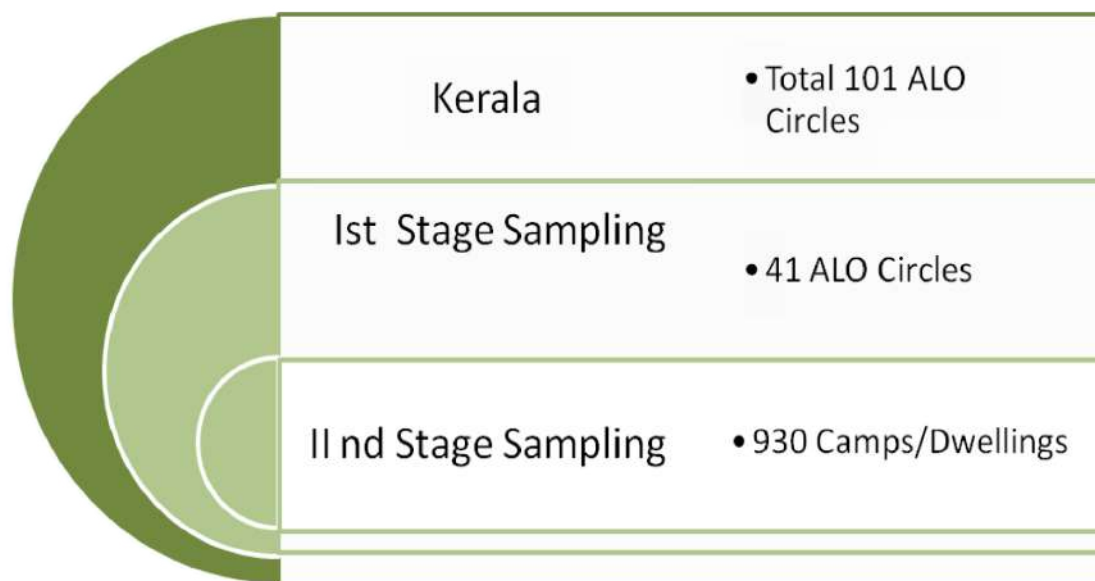 Kerala
• Total 101 ALO
Circles
Ist Stage Sampling
• 41 ALO Circles
II nd Stage Sampling
• 930 Camps/Dwellings